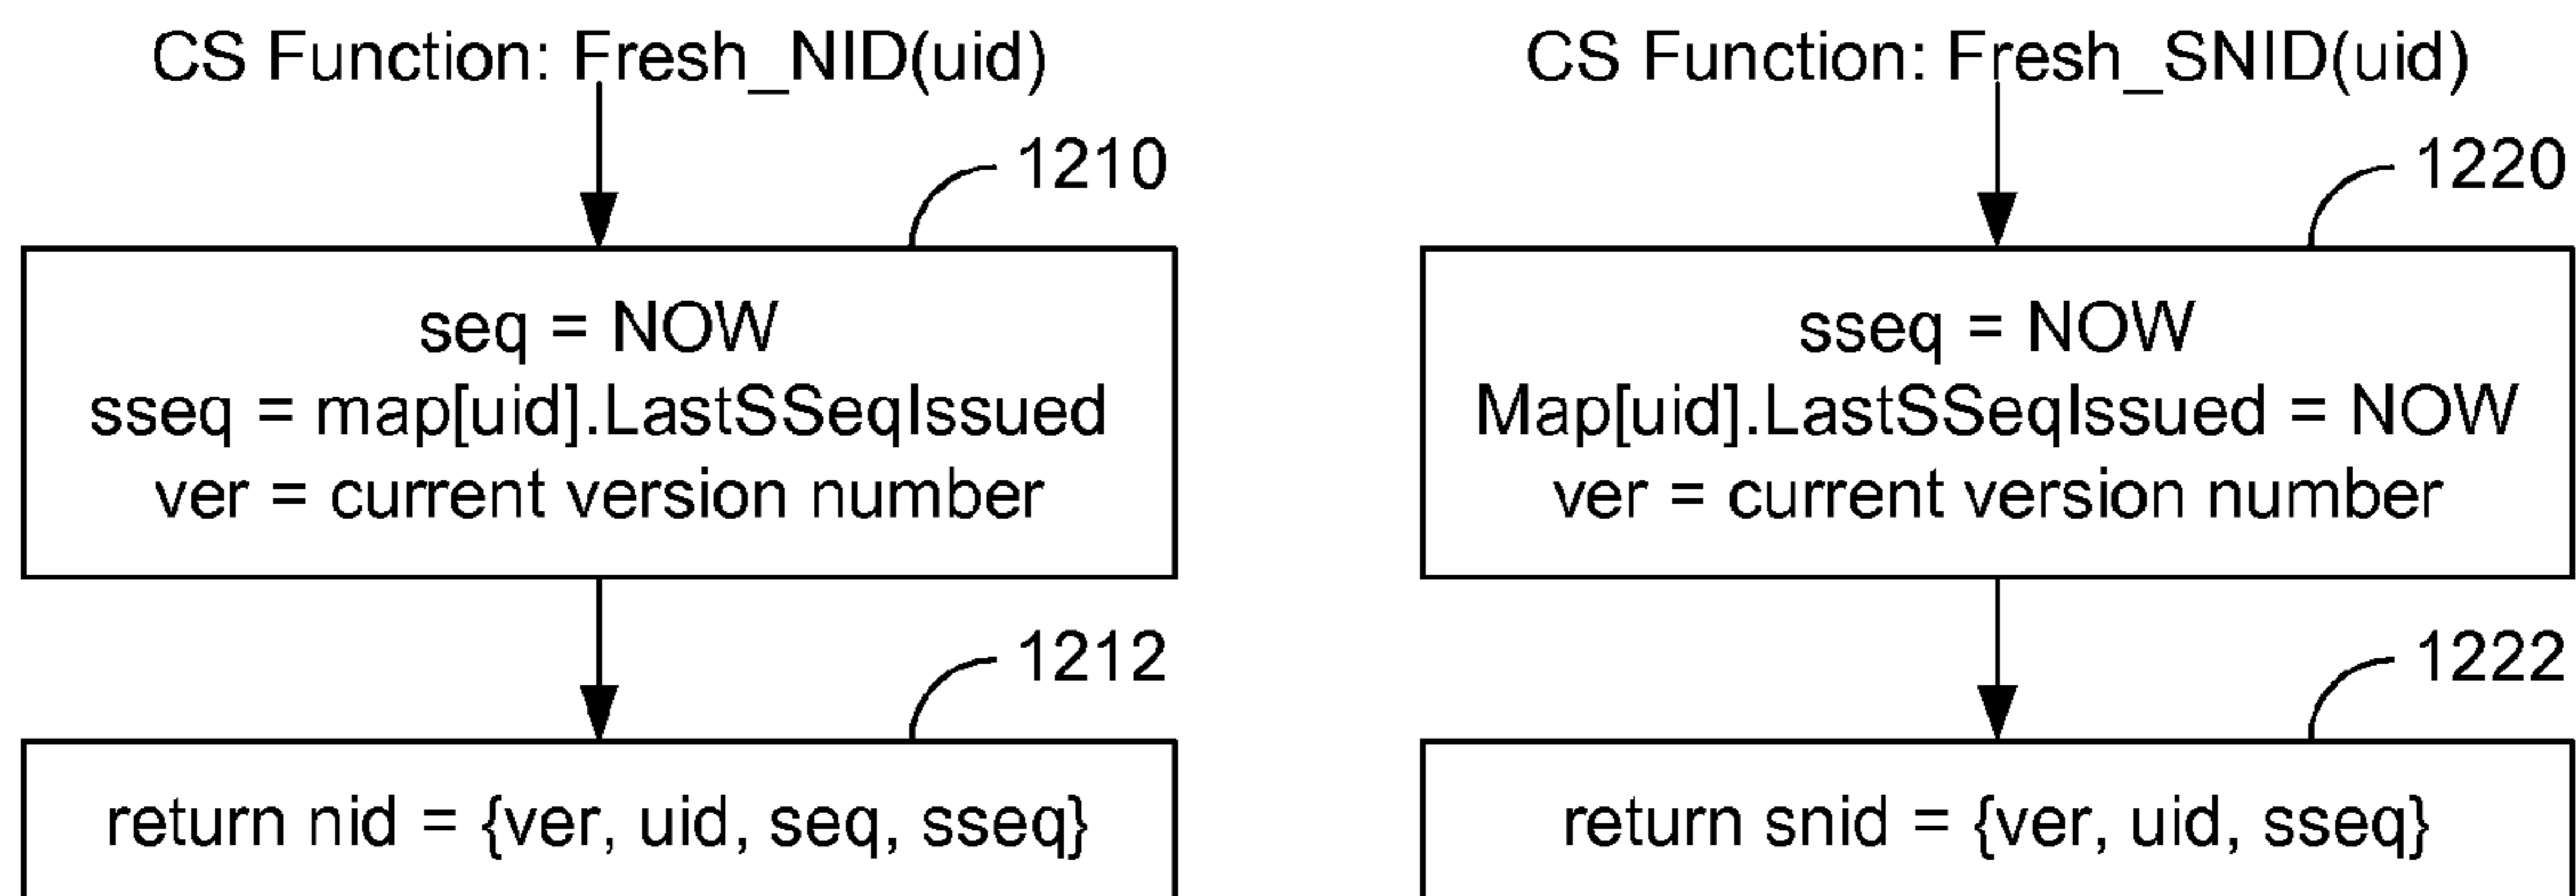 CS Function: Fresh_NID(uid)
1210
seq = NOW
sseq = map[uid].LastSSeqIssued
ver = current version number
1212
return nid = {ver, uid, seq, sseq}
CS Function: Fresh_SNID(uid)
1220
sseq = NOW
Map[uid].LastSSeqIssued = NOW
ver = current version number
1222
return snid = {ver, uid, sseq}